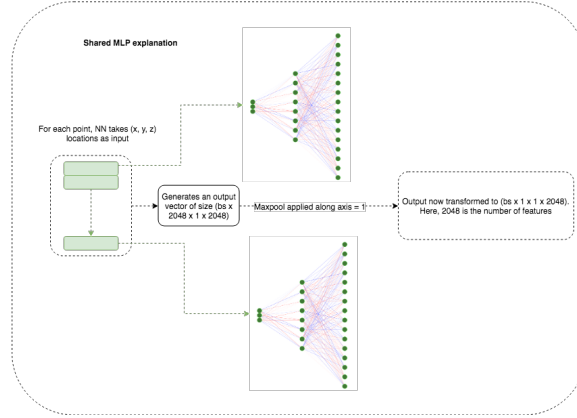 Shared MLP explanation
For each point, NN takes (x, y, z)
locations as input
Generates an output
vector of size (bs x
2048 x 1 x 2048)
Maxpool applied along axis = 1
Output now transformed to (bs x 1 x 1 x 2048).
Here, 2048 is the number of features